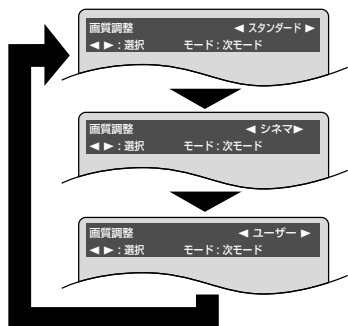 画質調整 ◀ スタンダード ▶
◀ ▶ : 選択 モード : 次モード
画質調整 ◀ シネマ▶
◀ ▶ : 選択 モード : 次モード
画質調整 ◀ ユーザー ▶
◀ ▶ : 選択 モード : 次モード